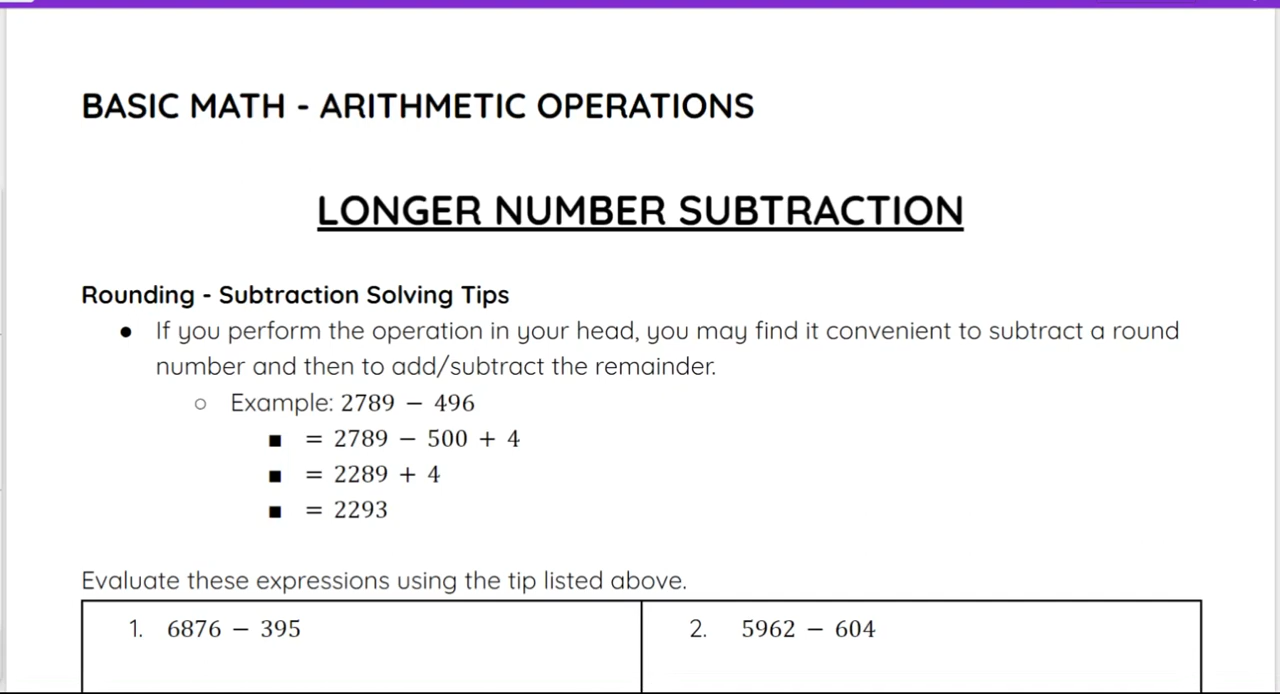 BASIC MATH - ARITHMETIC OPERATIONS
LONGER NUMBER SUBTRACTION
Rounding - Subtraction Solving Tips
● If you perform the operation in your head, you may find it convenient to subtract a round
number and then to add/subtract the remainder.
○ Example: 2789 − 496
■ = 2789 − 500 + 4
■ = 2289 + 4
■ = 2293
Evaluate these expressions using the tip listed above.
1. 6876 − 395
2. 5962 − 604